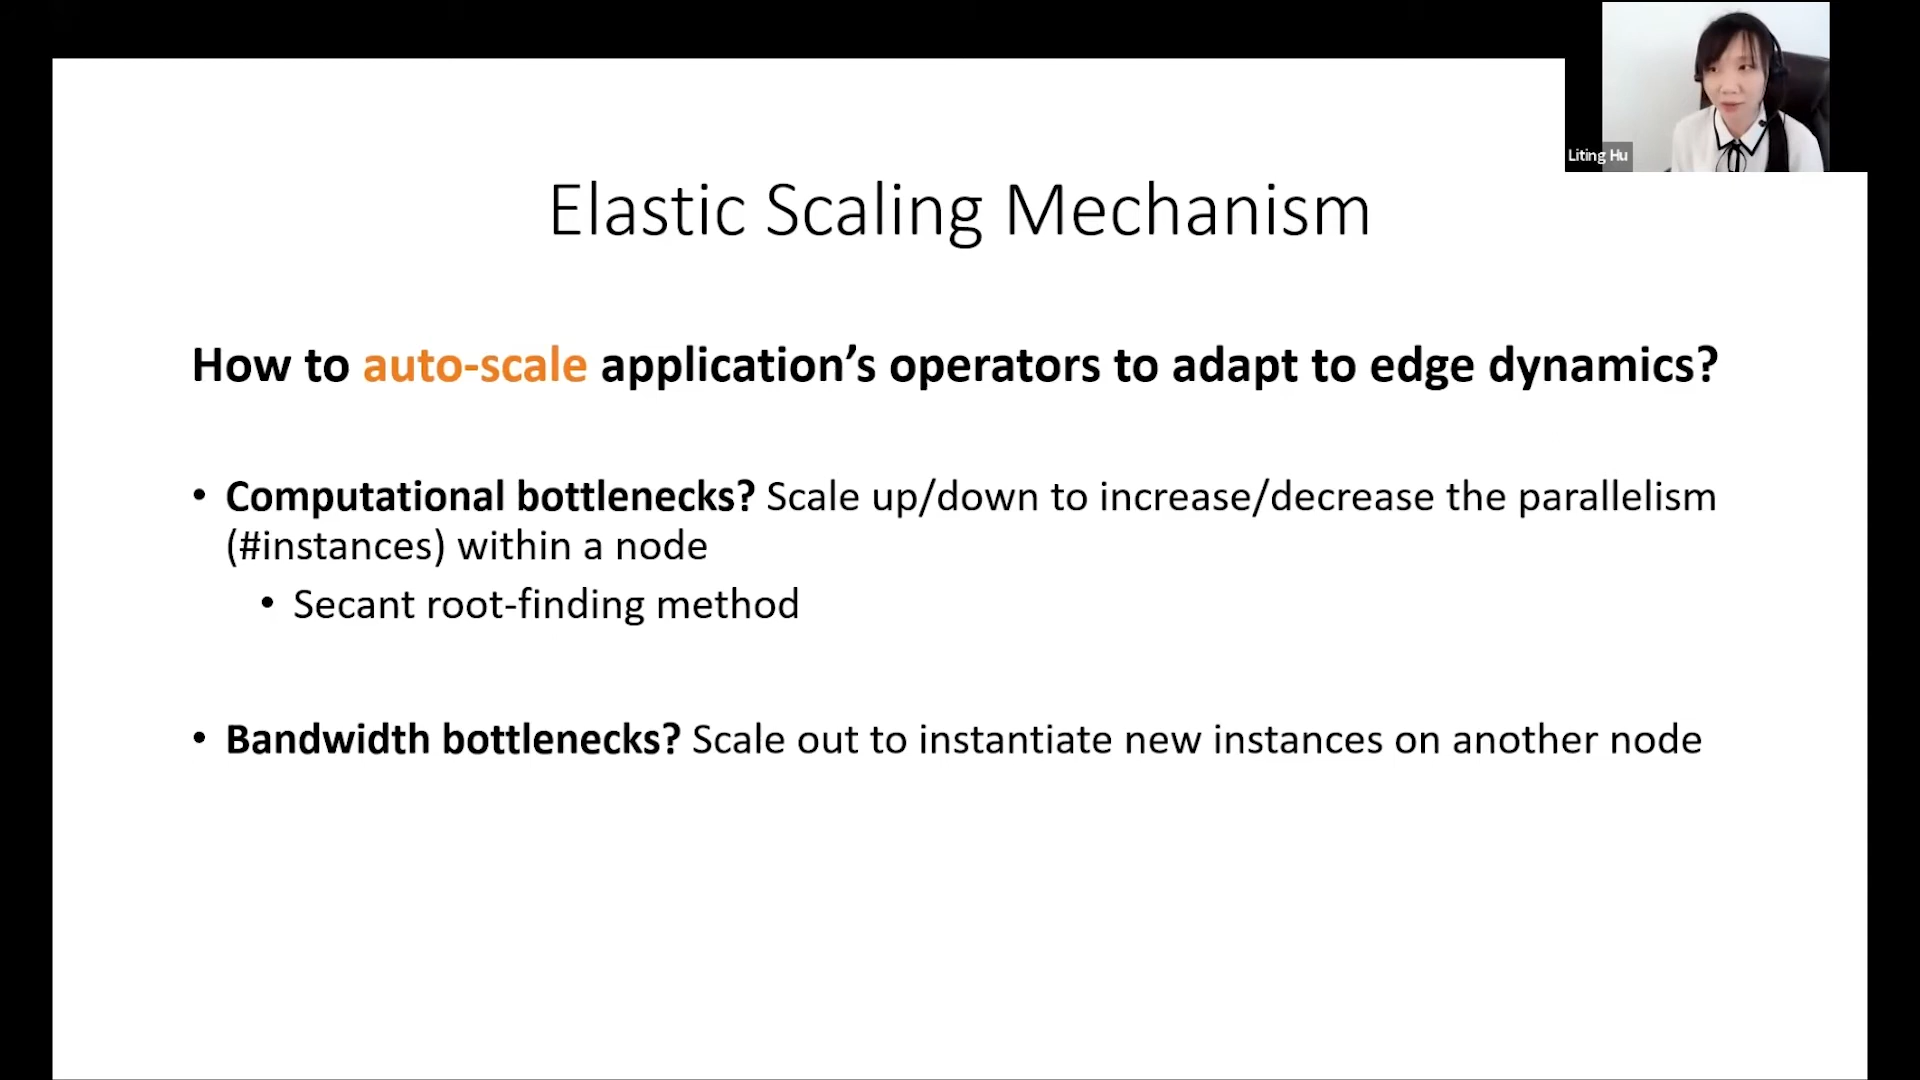 Liting Hu
Elastic Scaling Mechanism
How to auto-scale application’s operators to adapt to edge dynamics?
• Computational bottlenecks? Scale up/down to increase/decrease the parallelism
(#instances) within a node
• Secant root-finding method
• Bandwidth bottlenecks? Scale out to instantiate new instances on another node